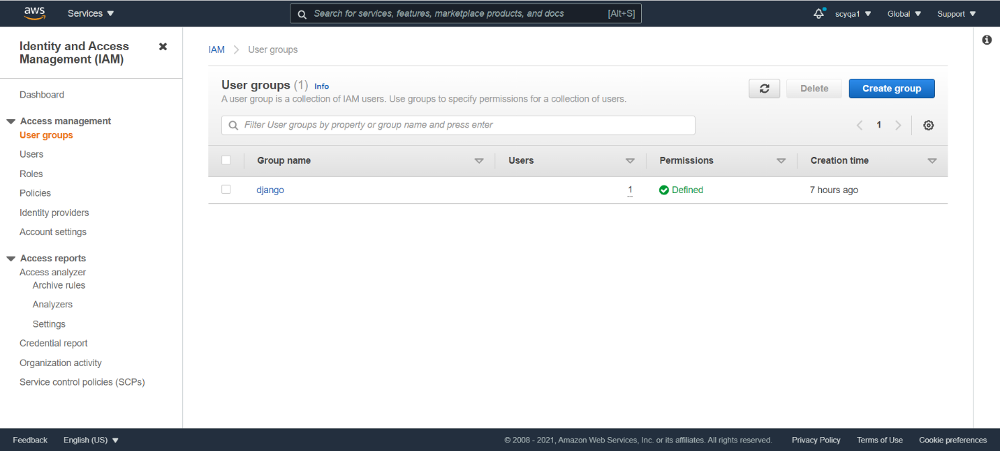 aws
Services
Search for services, features, marketplace products, and docs [Alt+S]
scyqa1
Global
Support
Identity and Access
Management (IAM)
Dashboard
Access management
User groups
Users
Roles
Policies
Identity providers
Account settings
Access reports
Access analyzer
Archive rules
Analyzers
Settings
Credential report
Organization activity
Service control policies (SCPs)
IAM User groups
User groups (1) Info
A user group is a collection of IAM users. Use groups to specify permissions for a collection of users.
Delete
Create group
Filter User groups by property or group name and press enter
1
Group name Users Permissions Creation time
django 1 Defined 7 hours ago
Feedback English (US) © 2008 - 2021, Amazon Web Services, Inc. or its affiliates. All rights reserved. Privacy Policy Terms of Use Cookie preferences